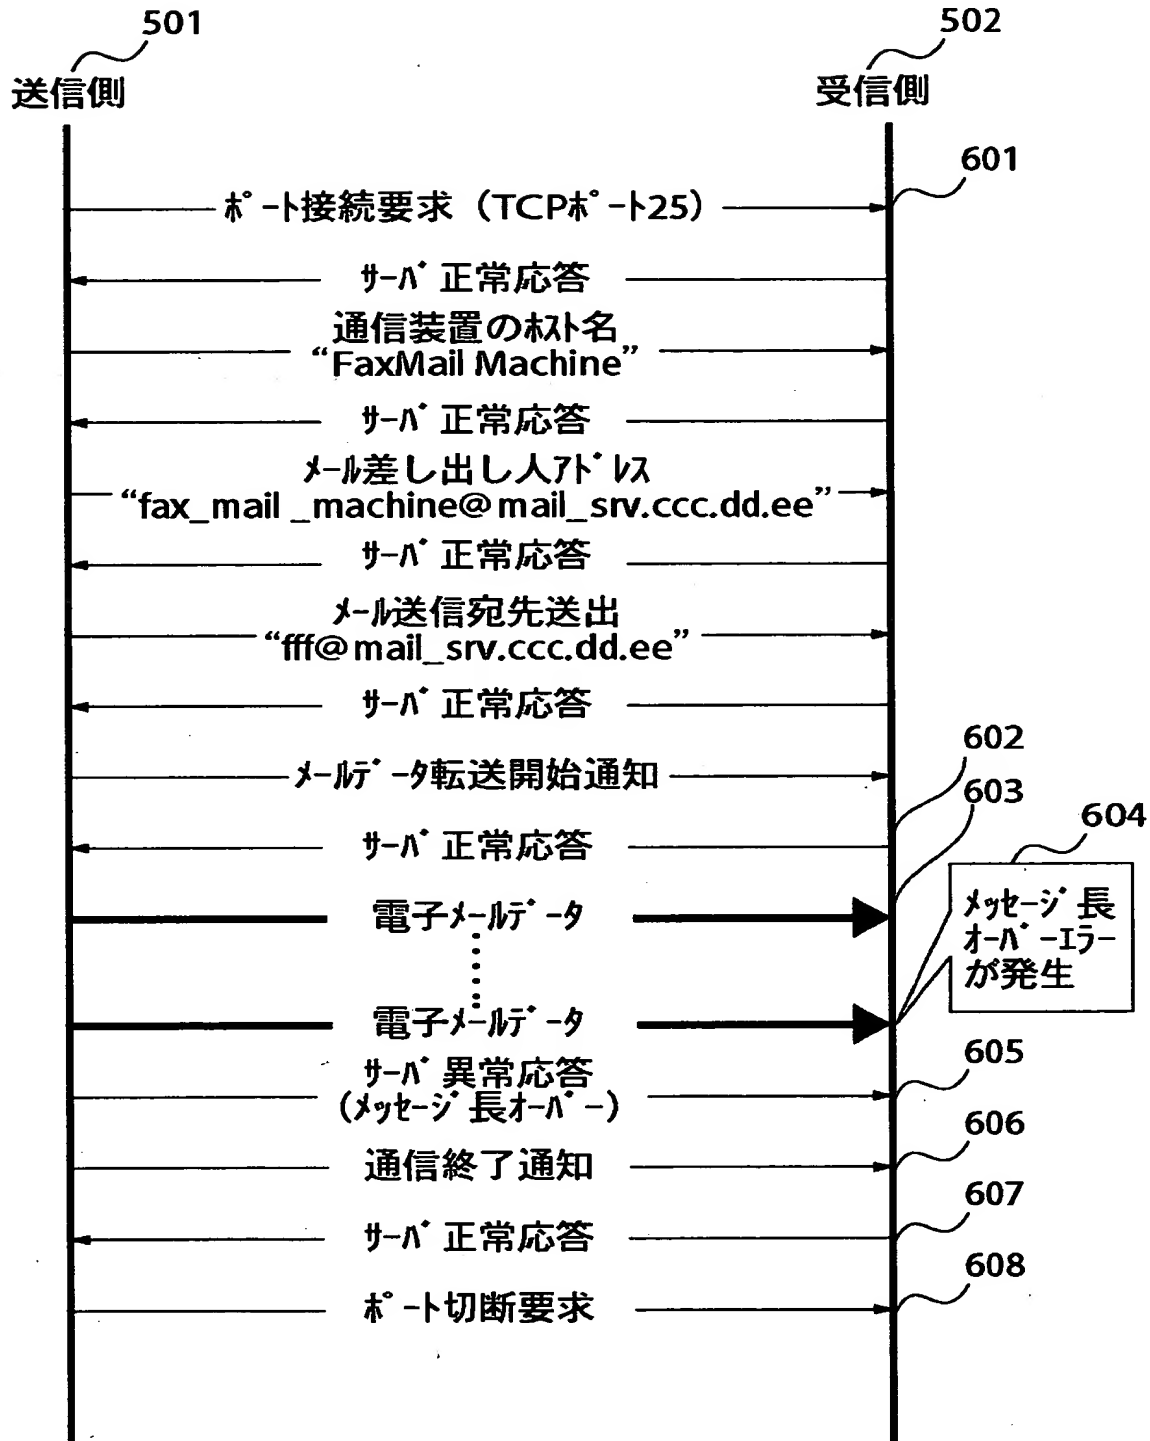 501
502
送信側
受信側
601
ﾎﾟｰﾄ接続要求（TCPﾎﾟｰﾄ25）
ｻｰﾊﾞ正常応答
通信装置のﾎｽﾄ名
“FaxMail Machine”
ｻｰﾊﾞ正常応答
ﾒｰﾙ差し出し人ｱﾄﾞﾚｽ
“fax_mail _machine@mail_srv.ccc.dd.ee”
ｻｰﾊﾞ正常応答
ﾒｰﾙ送信宛先送出
“fff@mail_srv.ccc.dd.ee”
ｻｰﾊﾞ正常応答
602
ﾒｰﾙﾃﾞｰﾀ転送開始通知
603
604
ｻｰﾊﾞ正常応答
電子ﾒｰﾙﾃﾞｰﾀ
ﾒｯｾｰｼﾞ長
ｵｰﾊﾞｰｴﾗｰ
が発生
電子ﾒｰﾙﾃﾞｰﾀ
605
ｻｰﾊﾞ異常応答
(ﾒｯｾｰｼﾞ長ｵｰﾊﾞｰ)
606
通信終了通知
607
ｻｰﾊﾞ正常応答
608
ﾎﾟｰﾄ切断要求